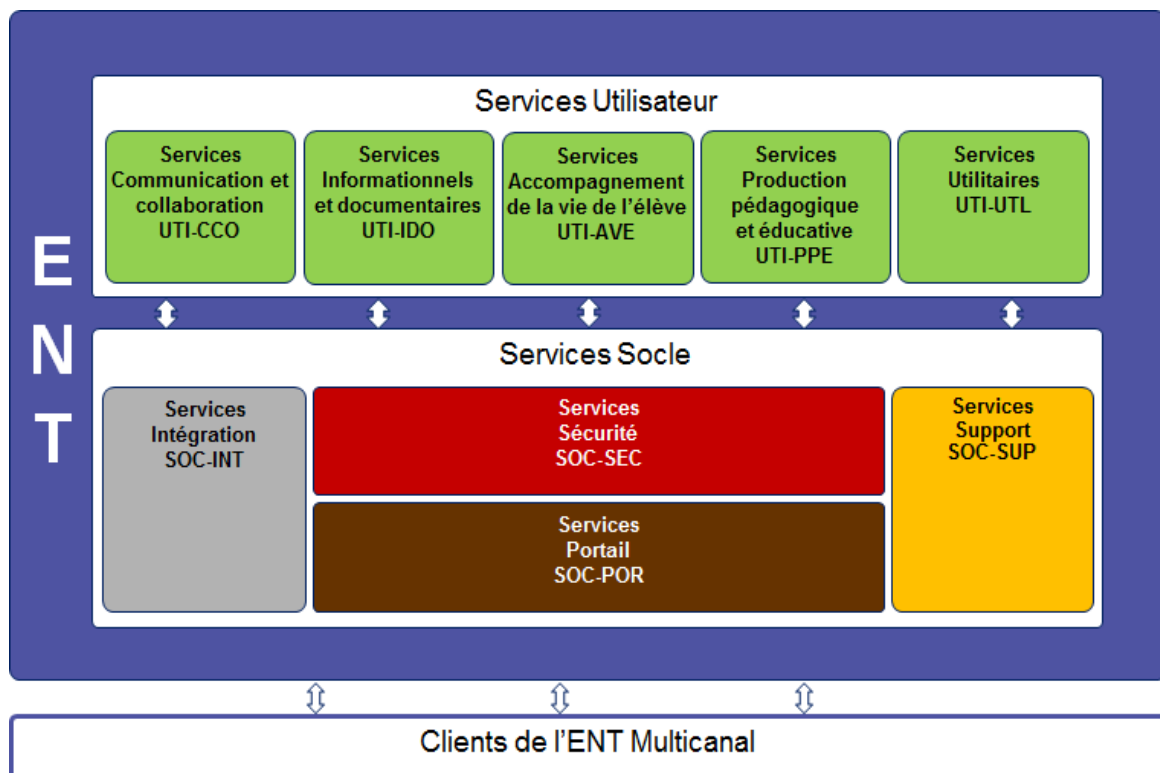 ENT
Services Utilisateur
Services
Communication et
collaboration
UTI-CCO
Services
Informationnels
et documentaires
UTI-IDO
Services
Accompagnement
de la vie de l’élève
UTI-AVE
Services
Production
pédagogique
et éducative
UTI-PPE
Services
Utilitaires
UTI-UTL
Services Socle
Services
Intégration
SOC-INT
Services
Sécurité
SOC-SEC
Services
Portail
SOC-POR
Services
Support
SOC-SUP
Clients de l’ENT Multicanal